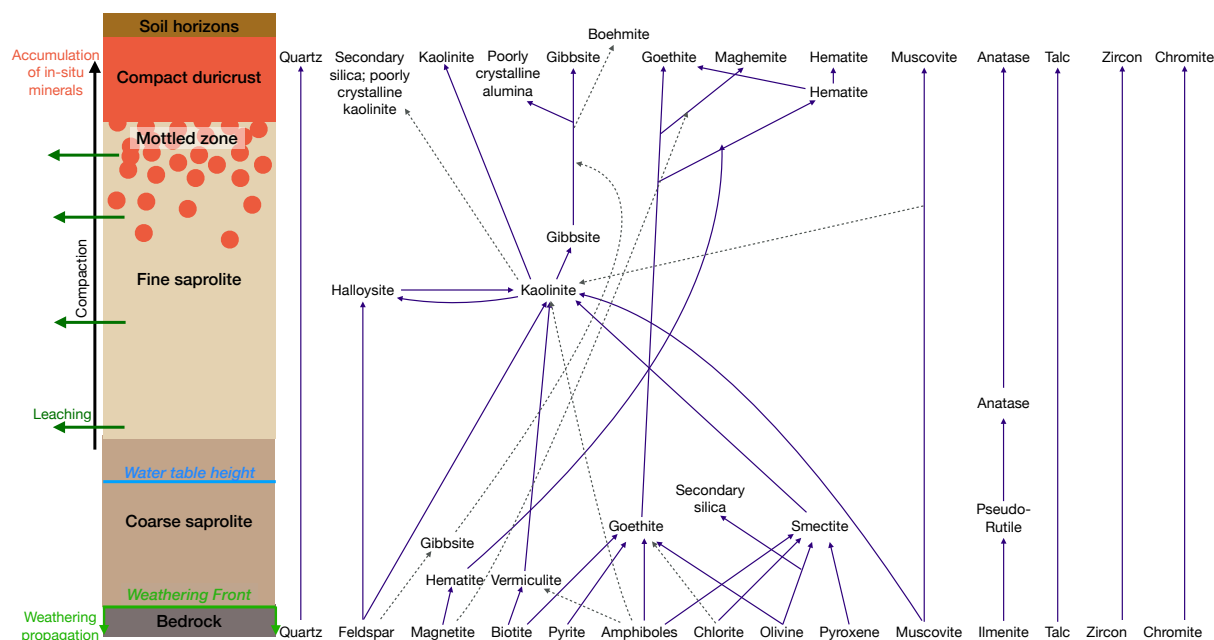 Soil horizons
Accumulation
of in-situ
minerals
Compact duricrust
Mottled zone
Compaction
Fine saprolite
Leaching
Water table height
Coarse saprolite
Weathering Front
Weathering
propagation
Bedrock
Boehmite
Quartz
Secondary
silica; poorly
crystalline
kaolinite
Kaolinite
Poorly
crystalline
alumina
Gibbsite
Goethite
Maghemite
Hematite
Muscovite
Anatase
Talc
Zircon
Chromite
Hematite
Gibbsite
Halloysite
Kaolinite
Anatase
Secondary
silica
Goethite
Smectite
Pseudo-
Rutile
Gibbsite
Hematite
Vermiculite
Quartz
Feldspar
Magnetite
Biotite
Pyrite
Amphiboles
Chlorite
Olivine
Pyroxene
Muscovite
Ilmenite
Talc
Zircon
Chromite